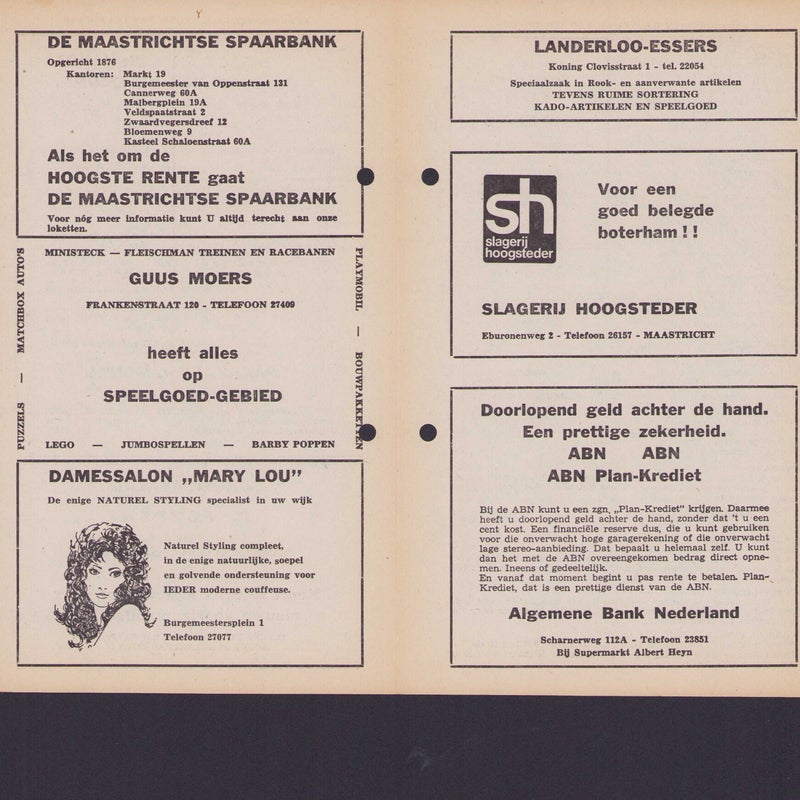 DE MAASTRICHTSE SPAARBANK
Opgericht 1876
Kantoren: Markt 19
Burgemeester van Oppenstraat 131
Cannerweg 60A
Malbergplein 19A
Veldspaatstraat 2
Zwaardvegersdreef 12
Bloemenweg 9
Kasteel Schaloenstraat 60A
Als het om de
HOOGSTE RENTE gaat
DE MAASTRICHTSE SPAARBANK
Voor nóg meer informatie kunt U altijd terecht aan onze
loketten.
MINISTECK — FLEISCHMAN TREINEN EN RACEBANEN
GUUS MOERS
FRANKENSTRAAT 120 - TELEFOON 27409
heeft alles
op
SPEELGOED-GEBIED
LEGO — JUMBOSPELLEN — BARBY POPPEN
PUZZELS — MATCHBOX AUTO'S
PLAYMOBIL — BOUWPAKKETTEN
DAMESSALON „MARY LOU”
De enige NATUREL STYLING specialist in uw wijk
Naturel Styling compleet,
in de enige natuurlijke, soepel
en golvende ondersteuning voor
IEDER moderne couffeuse.
Burgemeestersplein 1
Telefoon 27077
LANDERLOO-ESSERS
Koning Clovisstraat 1 - tel. 22054
Speciaalzaak in Rook- en aanverwante artikelen
TEVENS RUIME SORTERING
KADO-ARTIKELEN EN SPEELGOED
sh
slagerij
hoogsteder
Voor een
goed belegde
boterham ! !
SLAGERIJ HOOGSTEDER
Eburonenweg 2 - Telefoon 26157 - MAASTRICHT
Doorlopend geld achter de hand.
Een prettige zekerheid.
ABN ABN
ABN Plan-Krediet
Bij de ABN kunt u een zgn. „Plan-Krediet" krijgen. Daarmee
heeft u doorlopend geld achter de hand, zonder dat 't u een
cent kost. Een financiële reserve dus, die u kunt gebruiken
voor die onverwacht hoge garagerekening of die onverwacht
lage stereo-aanbieding. Dat bepaalt u helemaal zelf. U kunt
dan het met de ABN overeengekomen bedrag direct opne-
men. Ineens of gedeeltelijk.
En vanaf dat moment begint u pas rente te betalen. Plan-
Krediet, dat is een prettige dienst van de ABN.
Algemene Bank Nederland
Scharnerweg 112A - Telefoon 23851
Bij Supermarkt Albert Heyn